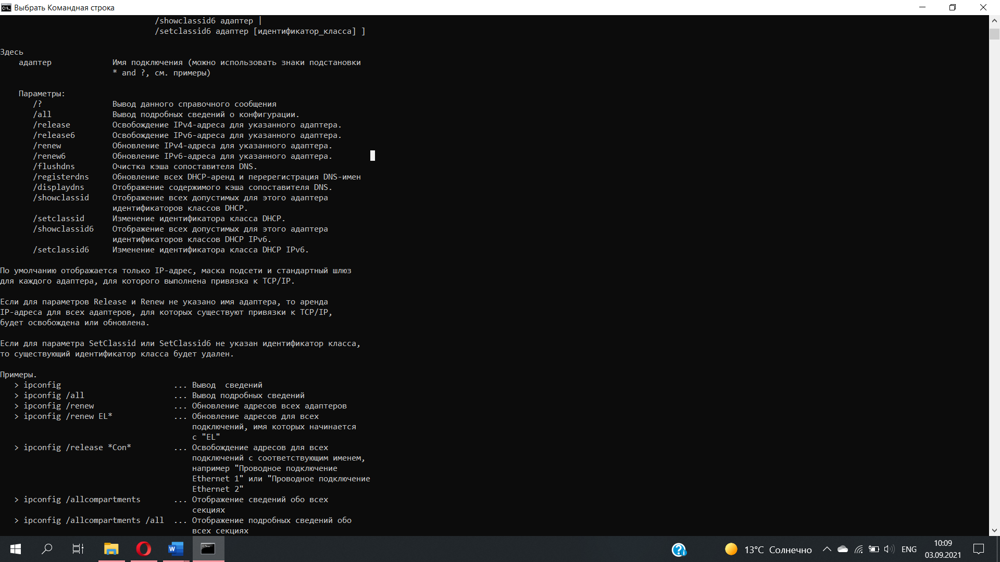 Выбрать Командная строка
/showclassid6 адаптер |
/setclassid6 адаптер [идентификатор_класса] ]
Здесь
адаптер Имя подключения (можно использовать знаки подстановки
* and ?, см. примеры)
Параметры:
/? Вывод данного справочного сообщения
/all Вывод подробных сведений о конфигурации.
/release Освобождение IPv4-адреса для указанного адаптера.
/release6 Освобождение IPv6-адреса для указанного адаптера.
/renew Обновление IPv4-адреса для указанного адаптера.
/renew6 Обновление IPv6-адреса для указанного адаптера.
/flushdns Очистка кэша сопоставителя DNS.
/registerdns Обновление всех DHCP-аренд и перерегистрация DNS-имен
/displaydns Отображение содержимого кэша сопоставителя DNS.
/showclassid Отображение всех допустимых для этого адаптера
идентификаторов классов DHCP.
/setclassid Изменение идентификатора класса DHCP.
/showclassid6 Отображение всех допустимых для этого адаптера
идентификаторов классов DHCP IPv6.
/setclassid6 Изменение идентификатора класса DHCP IPv6.
По умолчанию отображается только IP-адрес, маска подсети и стандартный шлюз
для каждого адаптера, для которого выполнена привязка к TCP/IP.
Если для параметров Release и Renew не указано имя адаптера, то аренда
IP-адреса для всех адаптеров, для которых существуют привязки к TCP/IP,
будет освобождена или обновлена.
Если для параметра SetClassid или SetClassid6 не указан идентификатор класса,
то существующий идентификатор класса будет удален.
Примеры.
> ipconfig ... Вывод  сведений
> ipconfig /all ... Вывод подробных сведений
> ipconfig /renew ... Обновление адресов всех адаптеров
> ipconfig /renew EL* ... Обновление адресов для всех
подключений, имя которых начинается
с "EL"
> ipconfig /release *Con* ... Освобождение адресов для всех
подключений с соответствующим именем,
например "Проводное подключение
Ethernet 1" или "Проводное подключение
Ethernet 2"
> ipconfig /allcompartments ... Отображение сведений обо всех
секциях
> ipconfig /allcompartments /all ... Отображение подробных сведений обо
всех секциях
13°C Солнечно ENG 10:09
03.09.2021